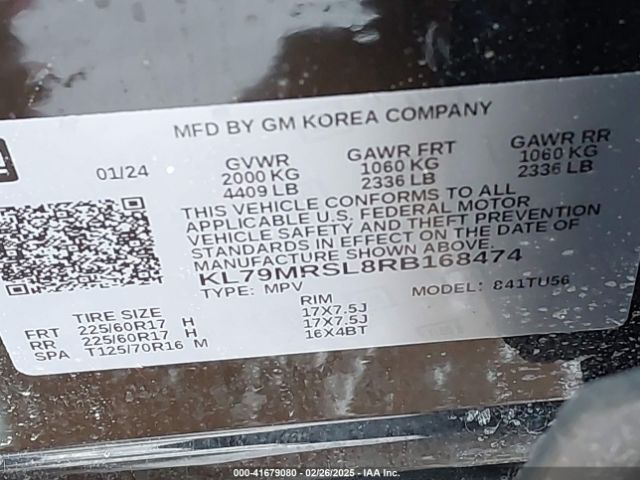 MFD BY GM KOREA COMPANY
01/24
GVWR GAWR FRT GAWR RR
2000 KG 1060 KG 1060 KG
4409 LB 2336 LB 2336 LB
THIS VEHICLE CONFORMS TO ALL
APPLICABLE U.S. FEDERAL MOTOR
VEHICLE SAFETY AND THEFT PREVENTION
STANDARDS IN EFFECT ON THE DATE OF
MANUFACTURE SHOWN ABOVE.
KL79MRSL8RB168474
TYPE: MPV MODEL: 841TU56
TIRE SIZE RIM
FRT 225/60R17 H 17X7.5J
RR 225/60R17 H 17X7.5J
SPA T125/70R16 M 16X4BT
000-41679080 - 02/26/2025 - IAA Inc.